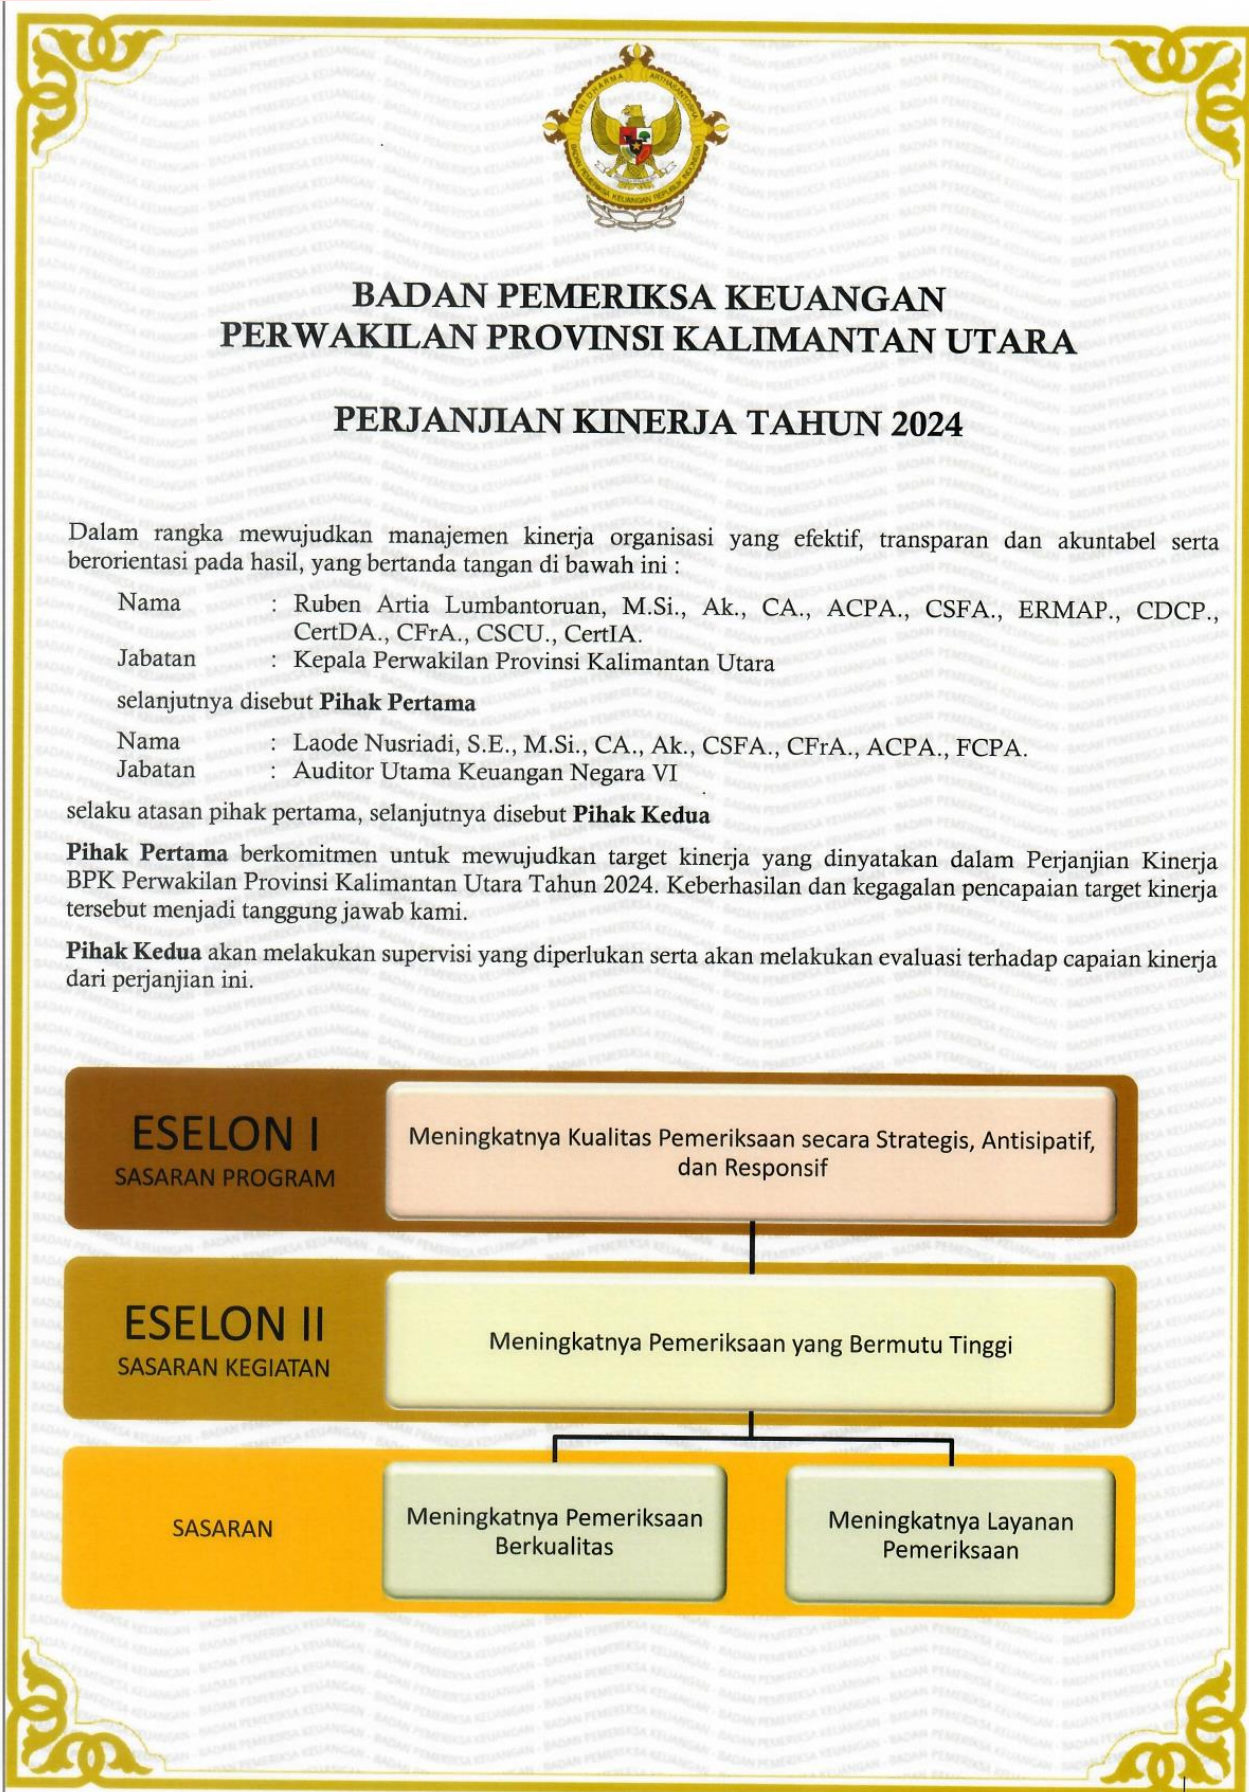 TRI DHARMA ARTHASANTOSHA
BADAN PEMERIKSA KEUANGAN REPUBLIK INDONESIA
BADAN PEMERIKSA KEUANGAN
PERWAKILAN PROVINSI KALIMANTAN UTARA
PERJANJIAN KINERJA TAHUN 2024
Dalam rangka mewujudkan manajemen kinerja organisasi yang efektif, transparan dan akuntabel serta
berorientasi pada hasil, yang bertanda tangan di bawah ini :
Nama : Ruben Artia Lumbantoruan, M.Si., Ak., CA., ACPA., CSFA., ERMAP., CDCP.,
CertDA., CFrA., CSCU., CertIA.
Jabatan : Kepala Perwakilan Provinsi Kalimantan Utara
selanjutnya disebut Pihak Pertama
Nama : Laode Nusriadi, S.E., M.Si., CA., Ak., CSFA., CFrA., ACPA., FCPA.
Jabatan : Auditor Utama Keuangan Negara VI
selaku atasan pihak pertama, selanjutnya disebut Pihak Kedua
Pihak Pertama berkomitmen untuk mewujudkan target kinerja yang dinyatakan dalam Perjanjian Kinerja
BPK Perwakilan Provinsi Kalimantan Utara Tahun 2024. Keberhasilan dan kegagalan pencapaian target kinerja
tersebut menjadi tanggung jawab kami.
Pihak Kedua akan melakukan supervisi yang diperlukan serta akan melakukan evaluasi terhadap capaian kinerja
dari perjanjian ini.
ESELON I
SASARAN PROGRAM
Meningkatnya Kualitas Pemeriksaan secara Strategis, Antisipatif,
dan Responsif
ESELON II
SASARAN KEGIATAN
Meningkatnya Pemeriksaan yang Bermutu Tinggi
SASARAN
Meningkatnya Pemeriksaan
Berkualitas
Meningkatnya Layanan
Pemeriksaan